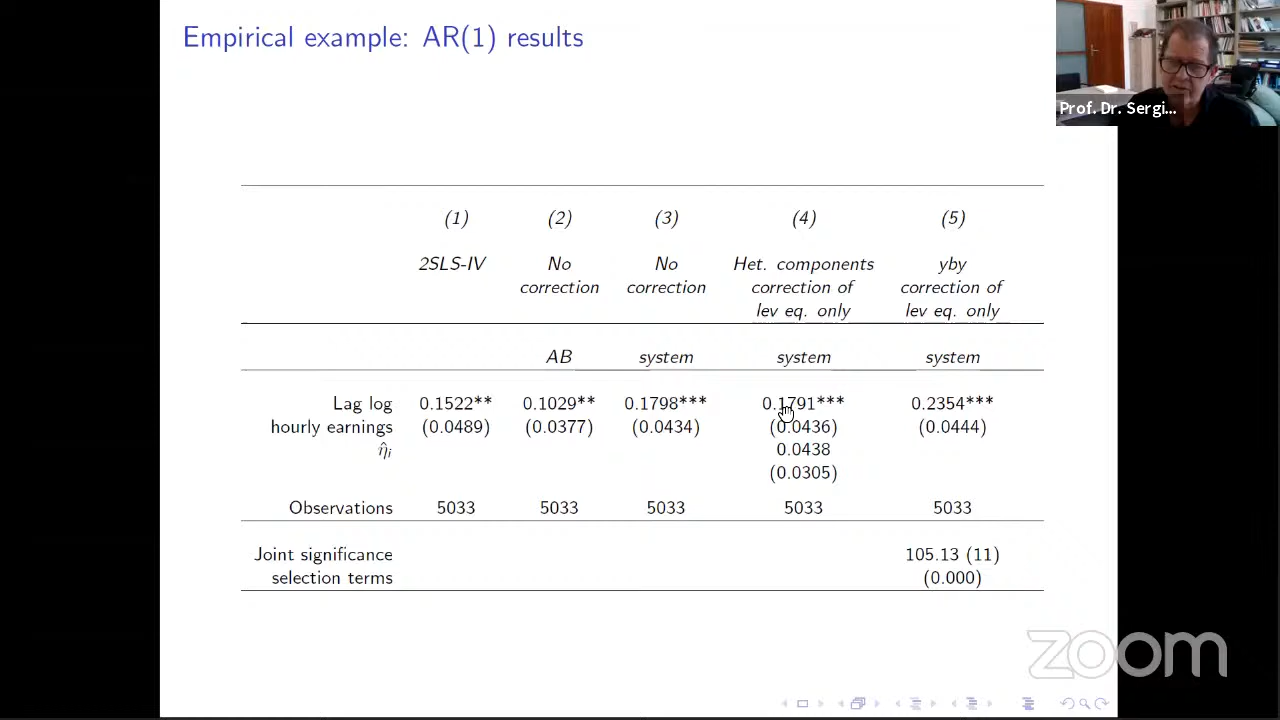 Empirical example: AR(1) results
Prof. Dr. Sergi...
(1) (2) (3) (4) (5)
2SLS-IV No No Het. components yby
correction correction correction of correction of
lev eq. only lev eq. only
AB system system system
Lag log 0.1522** 0.1029** 0.1798*** 0.1791*** 0.2354***
hourly earnings (0.0489) (0.0377) (0.0434) (0.0436) (0.0444)
η̂i 0.0438
(0.0305)
Observations 5033 5033 5033 5033 5033
Joint significance 105.13 (11)
selection terms (0.000)
zoom